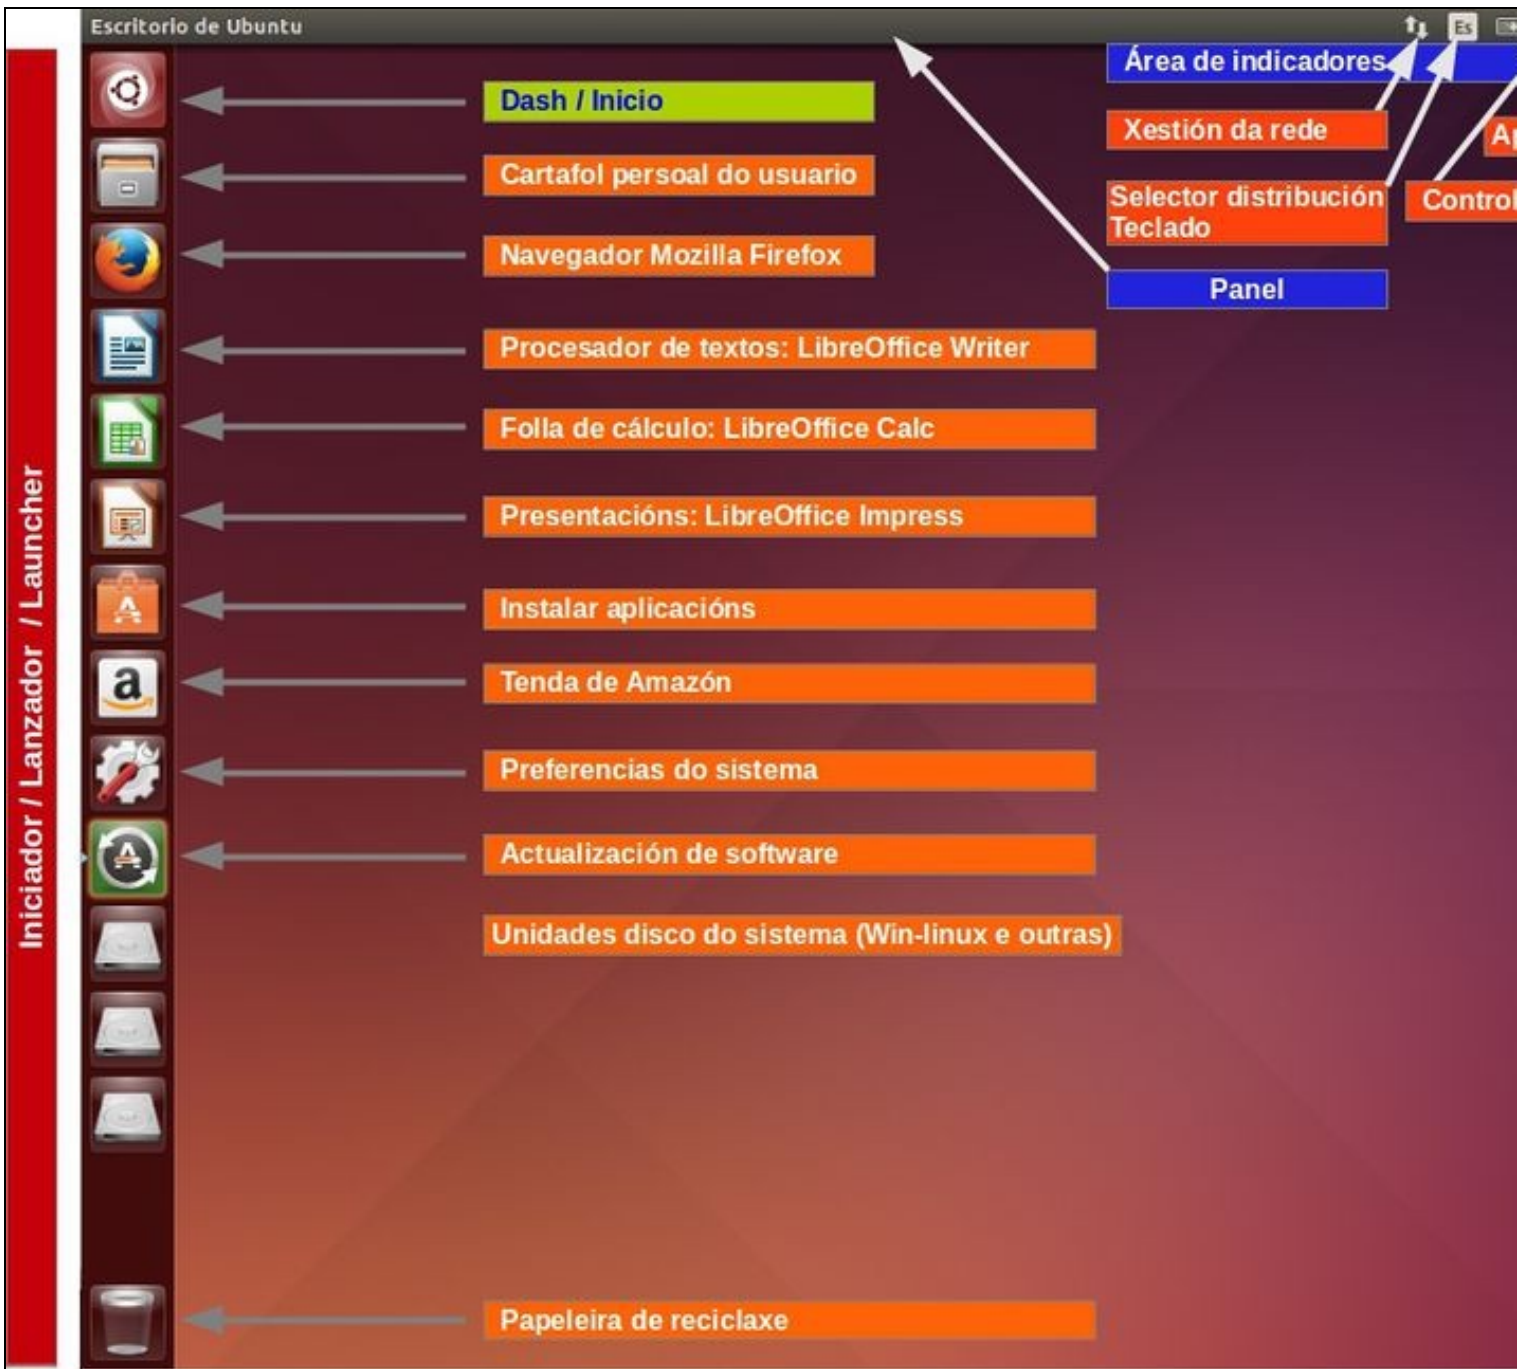 Escritorio de Ubuntu
Es
Área de indicadores
Dash / Inicio
Xestión da rede
Cartafol persoal do usuario
Selector distribución
Teclado
Control
Navegador Mozilla Firefox
Panel
Procesador de textos: LibreOffice Writer
Folla de cálculo: LibreOffice Calc
Presentacións: LibreOffice Impress
Instalar aplicacións
Tenda de Amazón
Preferencias do sistema
Actualización de software
Unidades disco do sistema (Win-linux e outras)
Papeleira de reciclaxe
Iniciador / Lanzador / Launcher